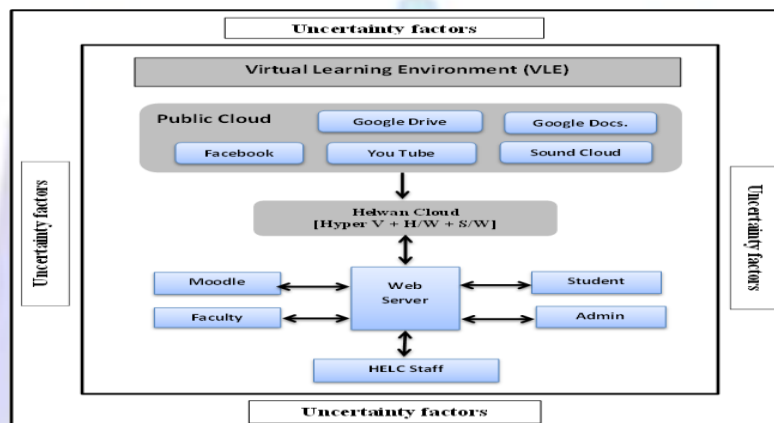 Uncertainty factors
Virtual Learning Environment (VLE)
Public Cloud
Google Drive
Google Docs.
Facebook
You Tube
Sound Cloud
Uncertainty factors
Uncertainty factors
Helwan Cloud
[Hyper V + H/W + S/W]
Moodle
Web
Server
Student
Faculty
Admin
HELC Staff
Uncertainty factors